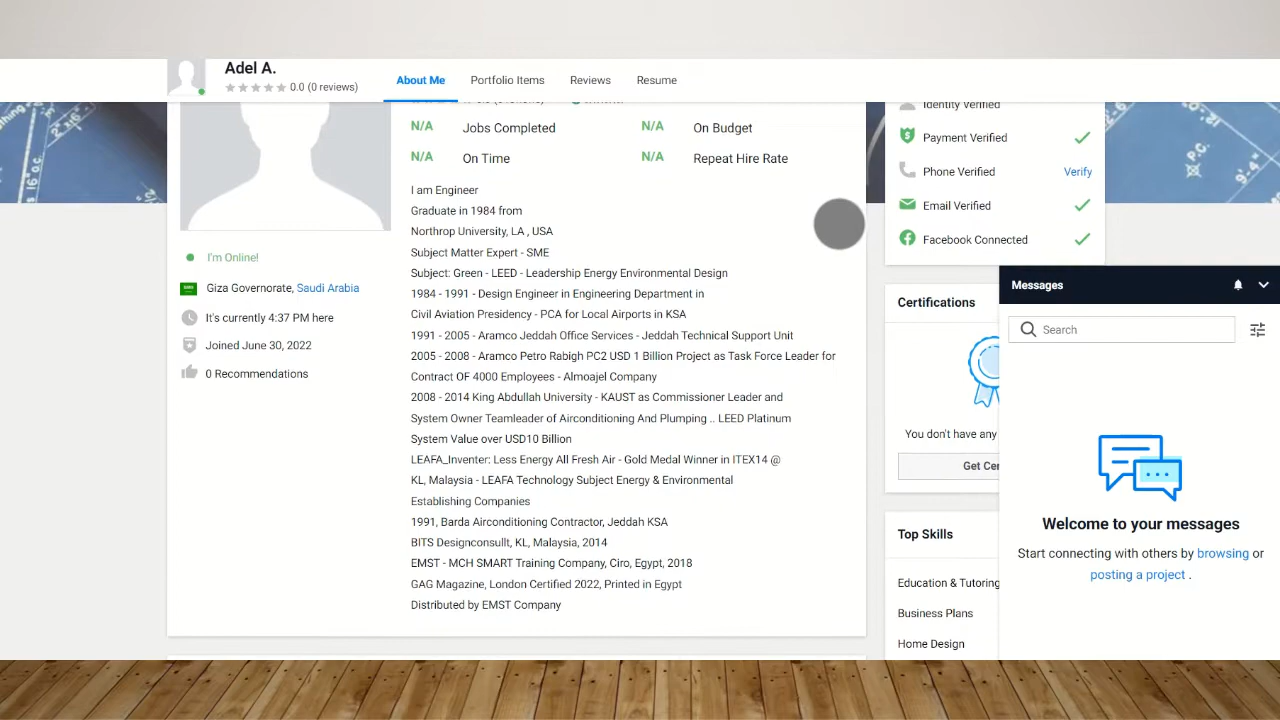 Adel A.
0.0 (0 reviews)
About Me
Portfolio Items
Reviews
Resume
N/A Jobs Completed
N/A On Budget
N/A On Time
N/A Repeat Hire Rate
I am Engineer
Graduate in 1984 from
Northrop University, LA , USA
Subject Matter Expert - SME
Subject: Green - LEED - Leadership Energy Environmental Design
1984 - 1991 - Design Engineer in Engineering Department in
Civil Aviation Presidency - PCA for Local Airports in KSA
1991 - 2005 - Aramco Jeddah Office Services - Jeddah Technical Support Unit
2005 - 2008 - Aramco Petro Rabigh PC2 USD 1 Billion Project as Task Force Leader for
Contract OF 4000 Employees - Almoajel Company
2008 - 2014 King Abdullah University - KAUST as Commissioner Leader and
System Owner Teamleader of Airconditioning And Plumping .. LEED Platinum
System Value over USD10 Billion
LEAFA_Inventer: Less Energy All Fresh Air - Gold Medal Winner in ITEX14 @
KL, Malaysia - LEAFA Technology Subject Energy & Environmental
Establishing Companies
1991, Barda Airconditioning Contractor, Jeddah KSA
BITS Designconsullt, KL, Malaysia, 2014
EMST - MCH SMART Training Company, Ciro, Egypt, 2018
GAG Magazine, London Certified 2022, Printed in Egypt
Distributed by EMST Company
I'm Online!
Giza Governorate, Saudi Arabia
It's currently 4:37 PM here
Joined June 30, 2022
0 Recommendations
Identity Verified
Payment Verified
Phone Verified Verify
Email Verified
Facebook Connected
Certifications
You don't have any
Get Cer
Top Skills
Education & Tutoring
Business Plans
Home Design
Messages
Search
Welcome to your messages
Start connecting with others by browsing or
posting a project .
16' O.C.
2'x6"
P.C.
9'-4"